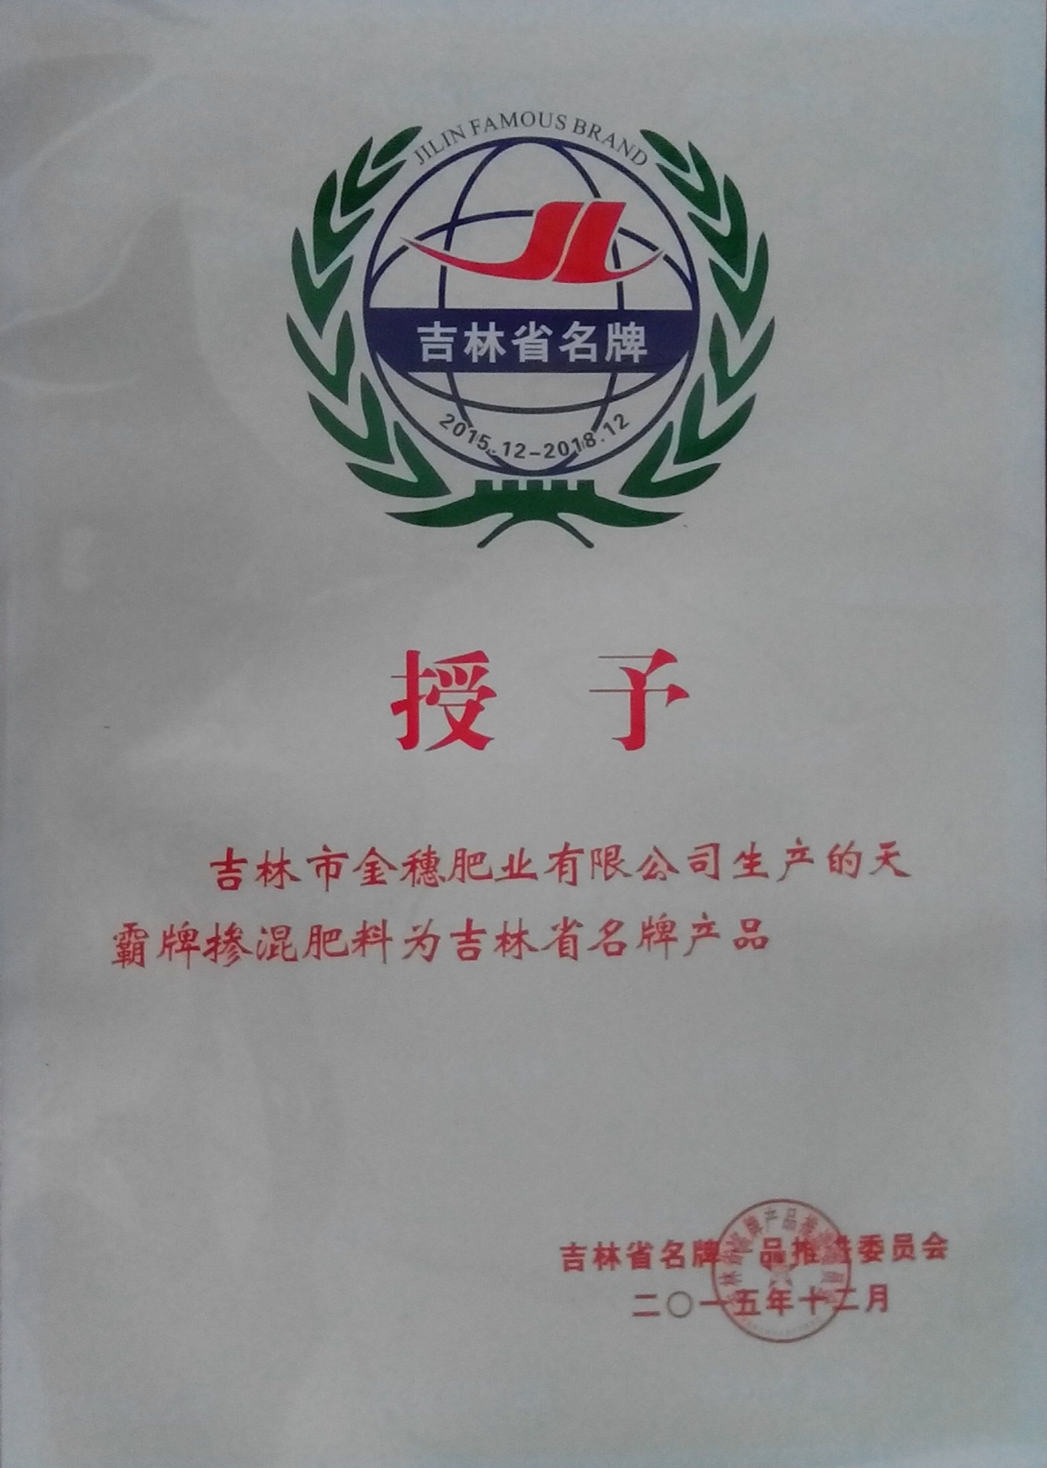 JILIN FAMOUS BRAND
吉林省名牌
2015.12-2018.12
授 予
吉林市金穗肥业有限公司生产的天
霸牌掺混肥料为吉林省名牌产品
吉林省名牌产品推进委员会
二〇一五年十二月